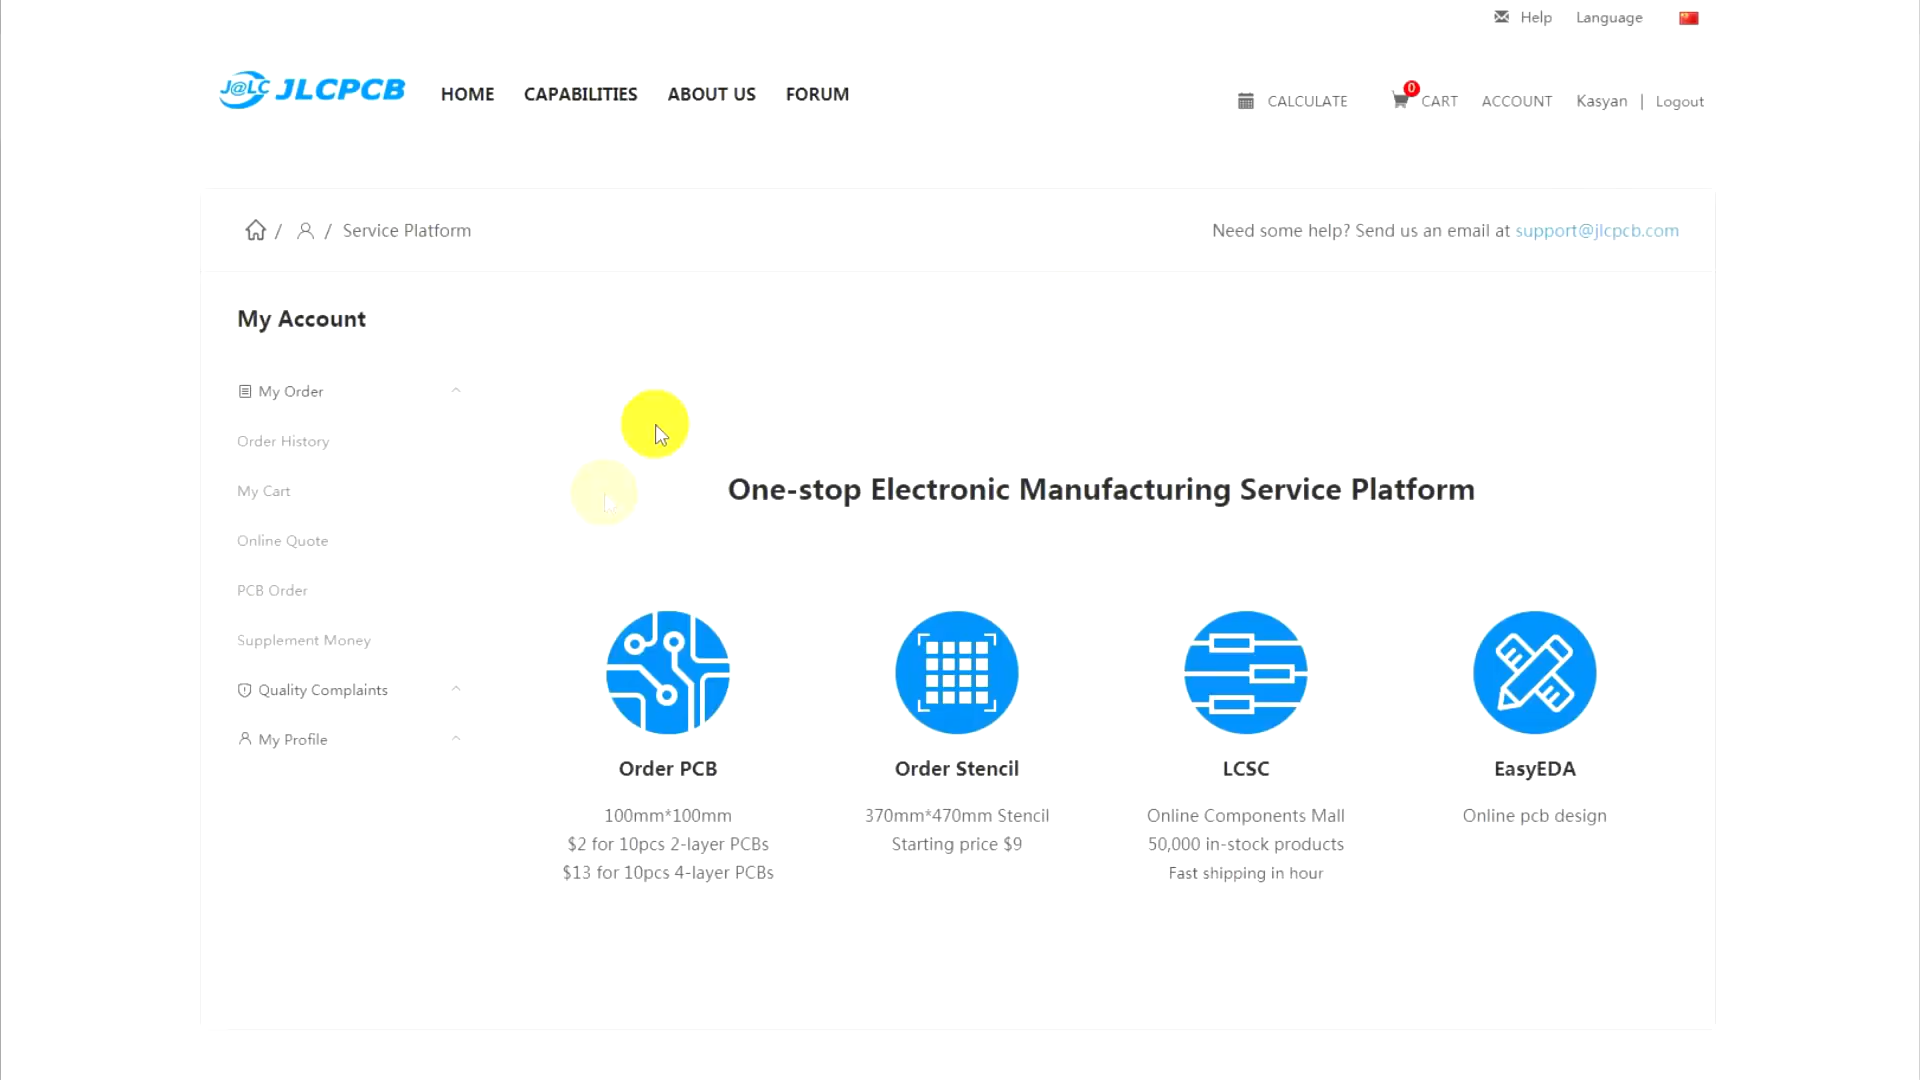 Help Language
J@LC JLCPCB HOME CAPABILITIES ABOUT US FORUM
CALCULATE 0 CART ACCOUNT Kasyan | Logout
/ / Service Platform
Need some help? Send us an email at support@jlcpcb.com
My Account
My Order
Order History
My Cart
Online Quote
PCB Order
Supplement Money
Quality Complaints
My Profile
One-stop Electronic Manufacturing Service Platform
Order PCB
100mm*100mm
$2 for 10pcs 2-layer PCBs
$13 for 10pcs 4-layer PCBs
Order Stencil
370mm*470mm Stencil
Starting price $9
LCSC
Online Components Mall
50,000 in-stock products
Fast shipping in hour
EasyEDA
Online pcb design